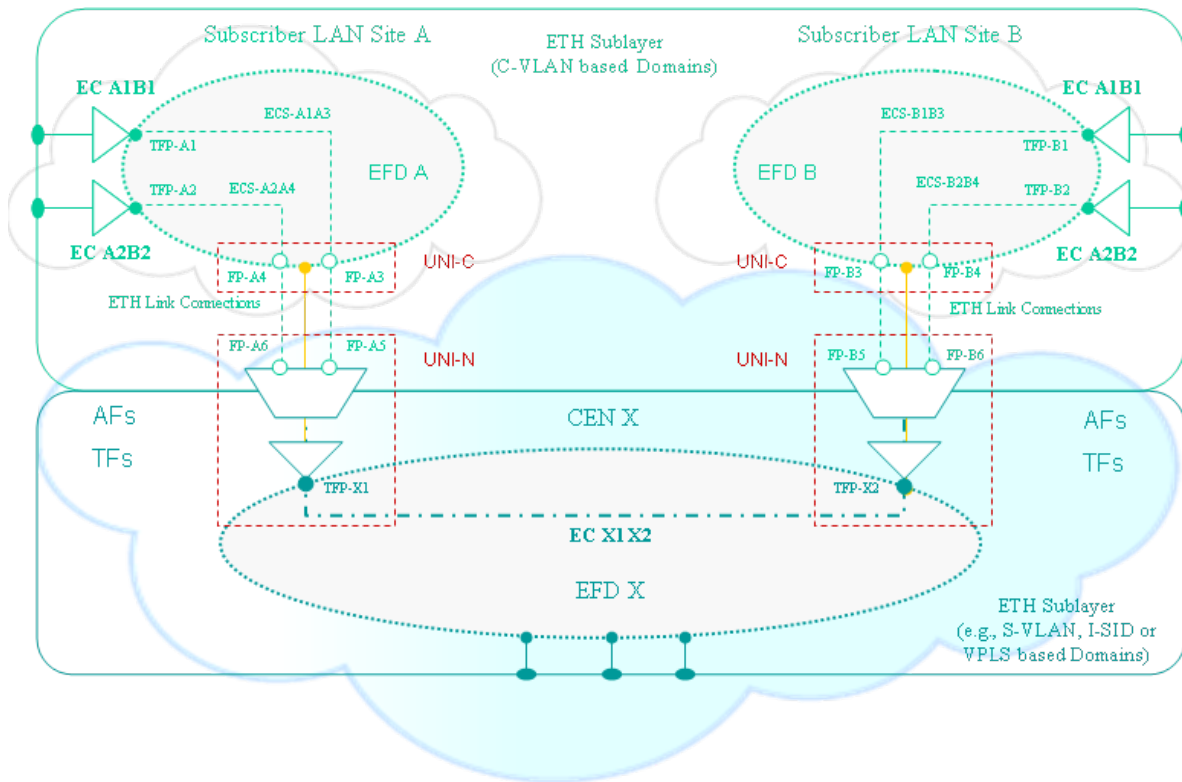 Subscriber LAN Site A
ETH Sublayer
(C-VLAN based Domains)
Subscriber LAN Site B
EC A1B1
ECS-A1A3
TFP-A1
EFD A
TFP-A2
ECS-A2A4
EC A2B2
EC A1B1
ECS-B1B3
TFP-B1
EFD B
ECS-B2B4
TFP-B2
EC A2B2
FP-A4
FP-A3
UNI-C
UNI-C
FP-B3
FP-B4
ETH Link Connections
ETH Link Connections
FP-A6
FP-A5
UNI-N
UNI-N
FP-B5
FP-B6
AFs
TFs
CEN X
AFs
TFs
TFP-X1
TFP-X2
EC X1X2
EFD X
ETH Sublayer
(e.g., S-VLAN, I-SID or
VPLS based Domains)